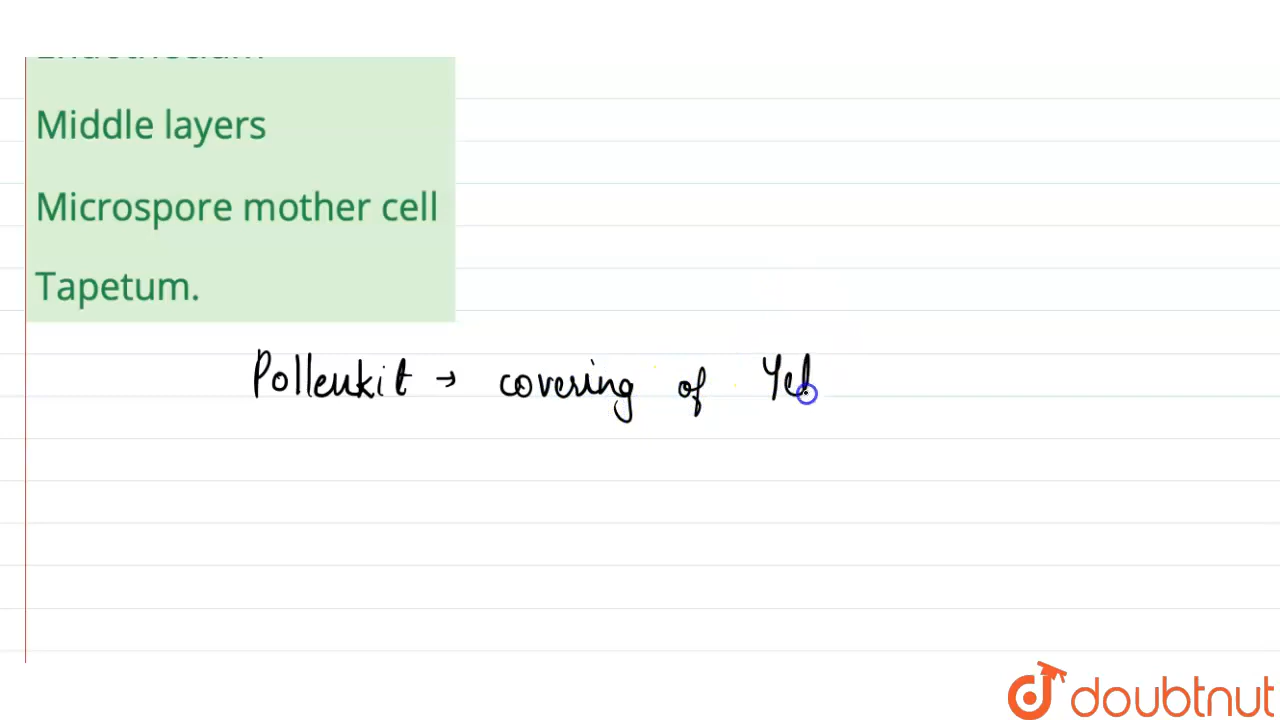 Middle layers
Microspore mother cell
Tapetum.
Pollenkit → covering of Yel
doubtnut